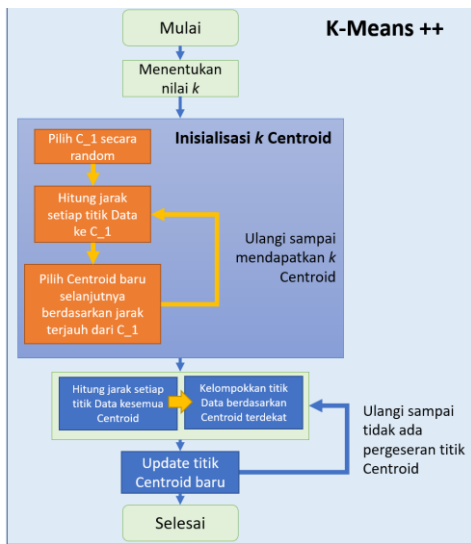 K-Means ++
Mulai
Menentukan
nilai k
Inisialisasi k Centroid
Pilih C_1 secara
random
Hitung jarak
setiap titik Data
ke C_1
Pilih Centroid baru
selanjutnya
berdasarkan jarak
terjauh dari C_1
Ulangi sampai
mendapatkan k
Centroid
Hitung jarak setiap
titik Data kesemua
Centroid
Kelompokkan titik
Data berdasarkan
Centroid terdekat
Ulangi sampai
tidak ada
pergeseran titik
Centroid
Update titik
Centroid baru
Selesai